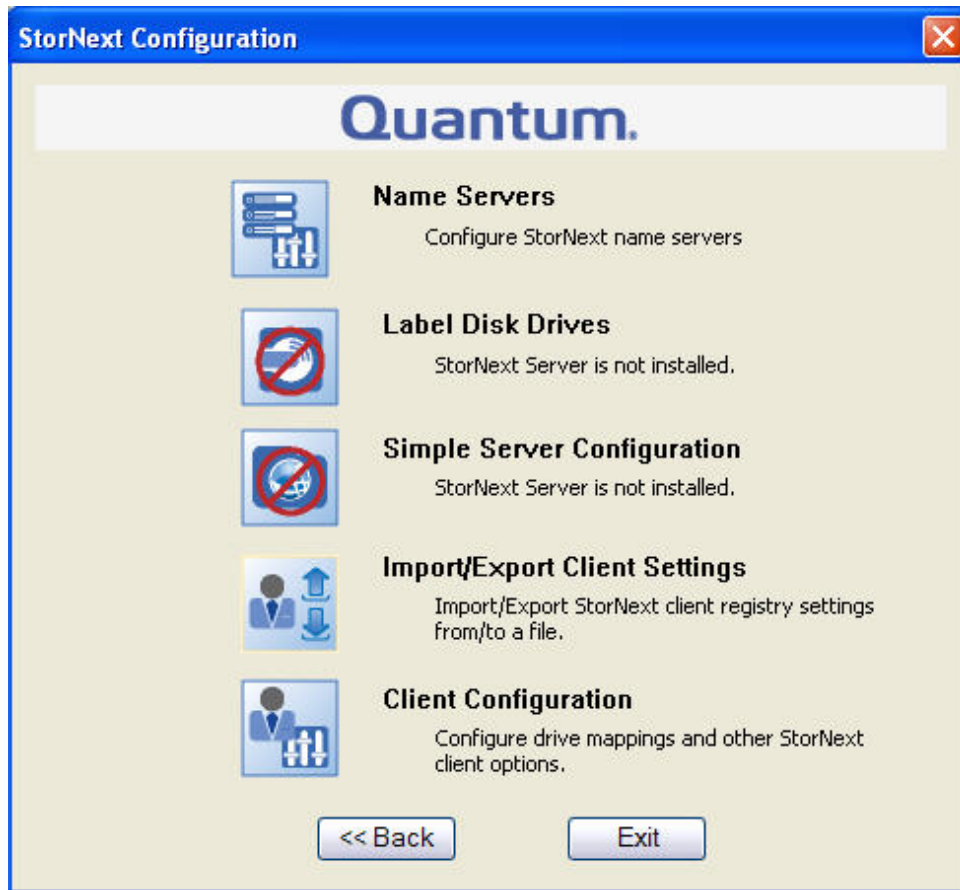 StorNext Configuration
Quantum.
Name Servers
Configure StorNext name servers
Label Disk Drives
StorNext Server is not installed.
Simple Server Configuration
StorNext Server is not installed.
Import/Export Client Settings
Import/Export StorNext client registry settings
from/to a file.
Client Configuration
Configure drive mappings and other StorNext
client options.
<< Back
Exit